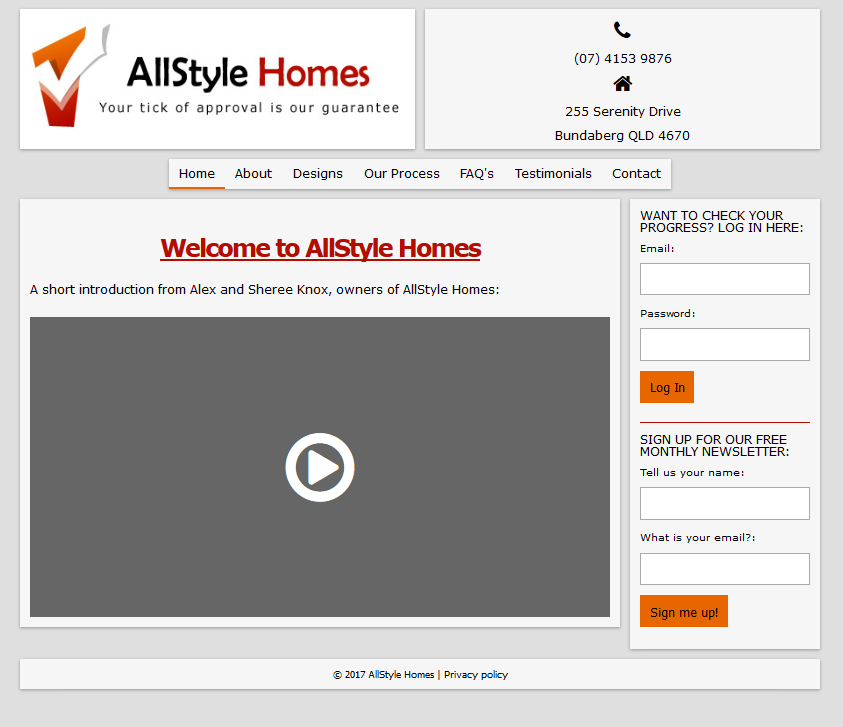 AllStyle Homes
Your tick of approval is our guarantee
(07) 4153 9876
255 Serenity Drive
Bundaberg QLD 4670
Home About Designs Our Process FAQ's Testimonials Contact
Welcome to AllStyle Homes
A short introduction from Alex and Sheree Knox, owners of AllStyle Homes:
WANT TO CHECK YOUR
PROGRESS? LOG IN HERE:
Email:
Password:
Log In
SIGN UP FOR OUR FREE
MONTHLY NEWSLETTER:
Tell us your name:
What is your email?:
Sign me up!
© 2017 AllStyle Homes | Privacy policy